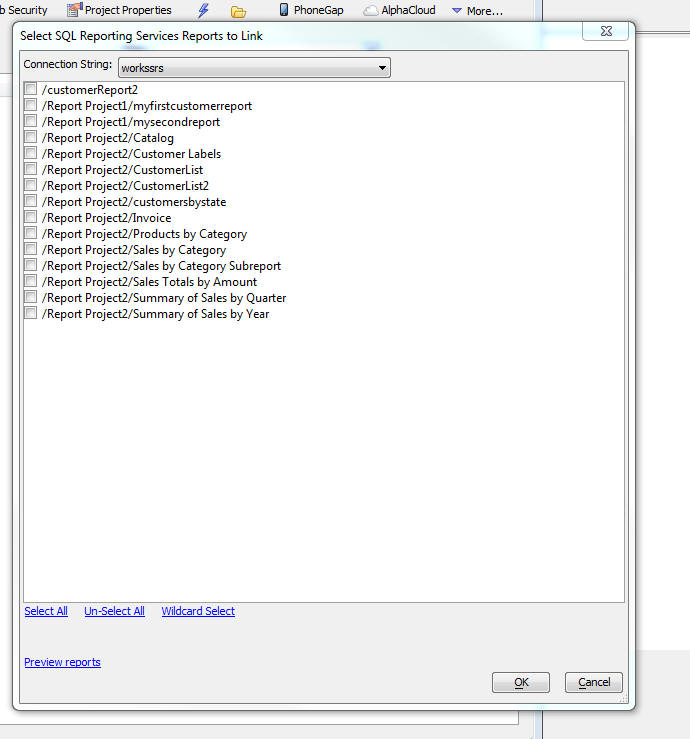 b Security Project Properties PhoneGap AlphaCloud More...
Select SQL Reporting Services Reports to Link
Connection String: workssrs
/customerReport2
/Report Project1/myfirstcustomerreport
/Report Project1/mysecondreport
/Report Project2/Catalog
/Report Project2/Customer Labels
/Report Project2/CustomerList
/Report Project2/CustomerList2
/Report Project2/customersbystate
/Report Project2/Invoice
/Report Project2/Products by Category
/Report Project2/Sales by Category
/Report Project2/Sales by Category Subreport
/Report Project2/Sales Totals by Amount
/Report Project2/Summary of Sales by Quarter
/Report Project2/Summary of Sales by Year
Select All Un-Select All Wildcard Select
Preview reports
OK Cancel